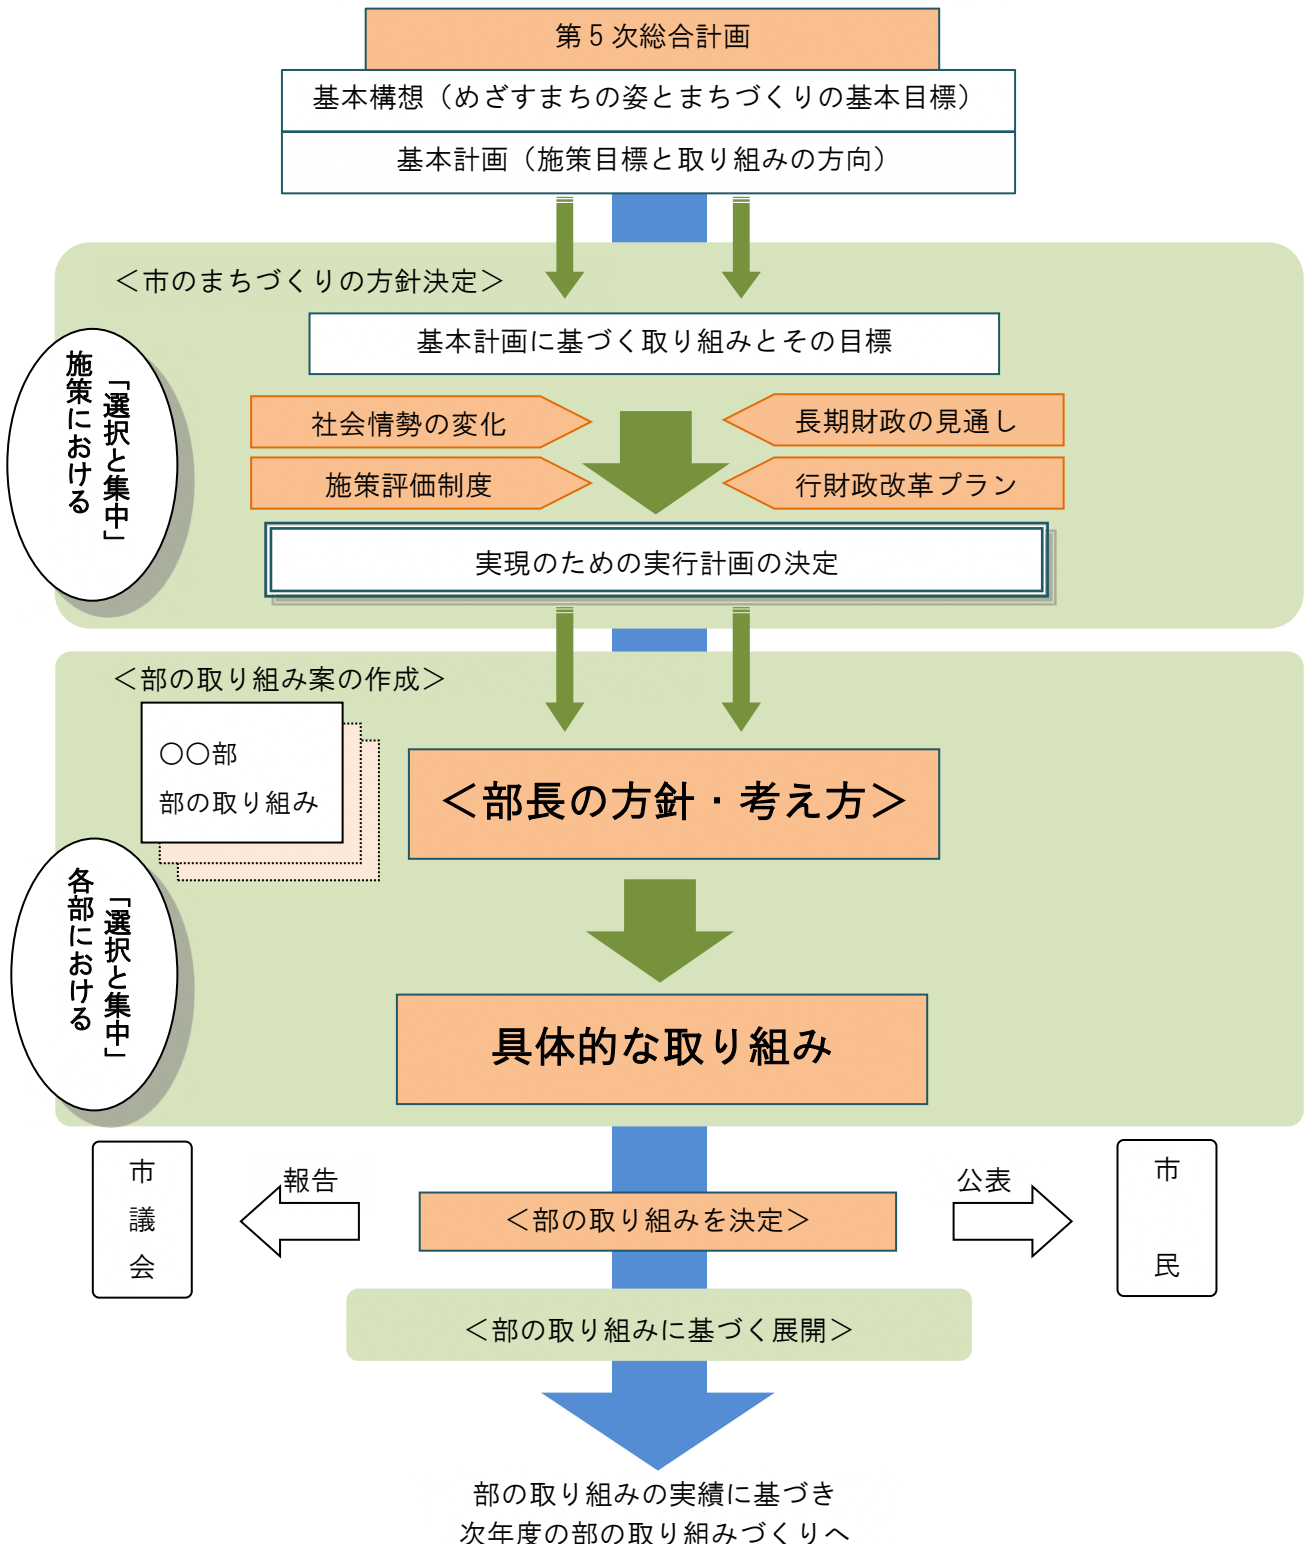 第5次総合計画
基本構想（めざすまちの姿とまちづくりの基本目標）
基本計画（施策目標と取り組みの方向）
＜市のまちづくりの方針決定＞
施策における
「選択と集中」
基本計画に基づく取り組みとその目標
社会情勢の変化
長期財政の見通し
施策評価制度
行財政改革プラン
実現のための実行計画の決定
＜部の取り組み案の作成＞
〇〇部
部の取り組み
＜部長の方針・考え方＞
各部における
「選択と集中」
具体的な取り組み
市議会
報告
＜部の取り組みを決定＞
公表
市民
＜部の取り組みに基づく展開＞
部の取り組みの実績に基づき
次年度の部の取り組みづくりへ